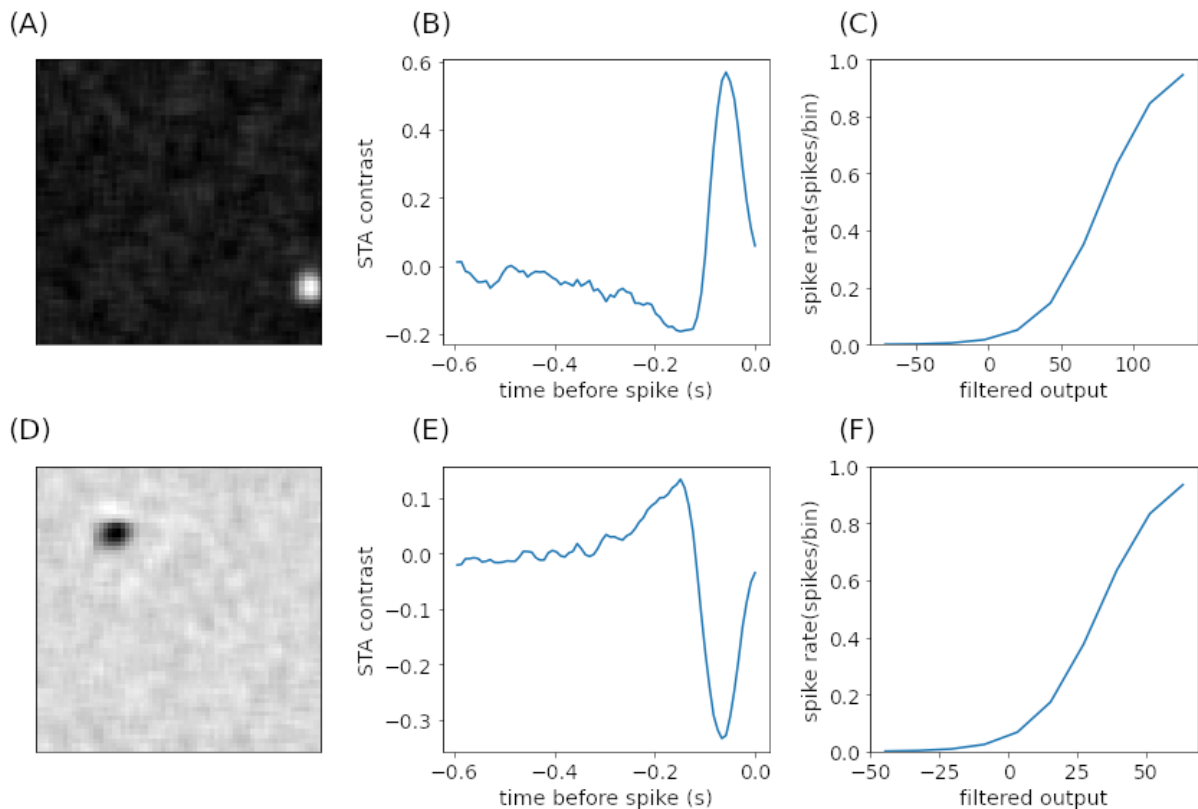 (A)
(B)
(C)
0.6
0.4
0.2
0.0
−0.2
STA contrast
−0.6
−0.4
−0.2
0.0
time before spike (s)
1.0
0.8
0.6
0.4
0.2
0.0
spike rate(spikes/bin)
−50
0
50
100
filtered output
(D)
(E)
(F)
0.1
0.0
−0.1
−0.2
−0.3
STA contrast
−0.6
−0.4
−0.2
0.0
time before spike (s)
1.0
0.8
0.6
0.4
0.2
0.0
spike rate(spikes/bin)
−50
−25
0
25
50
filtered output